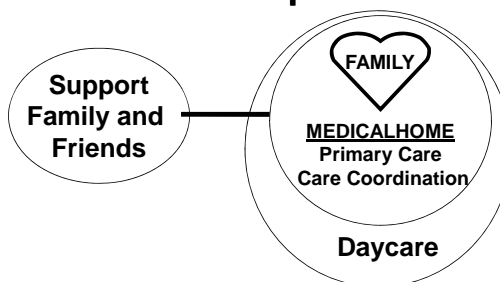 Support
Family and
Friends
FAMILY
MEDICALHOME
Primary Care
Care Coordination
Daycare